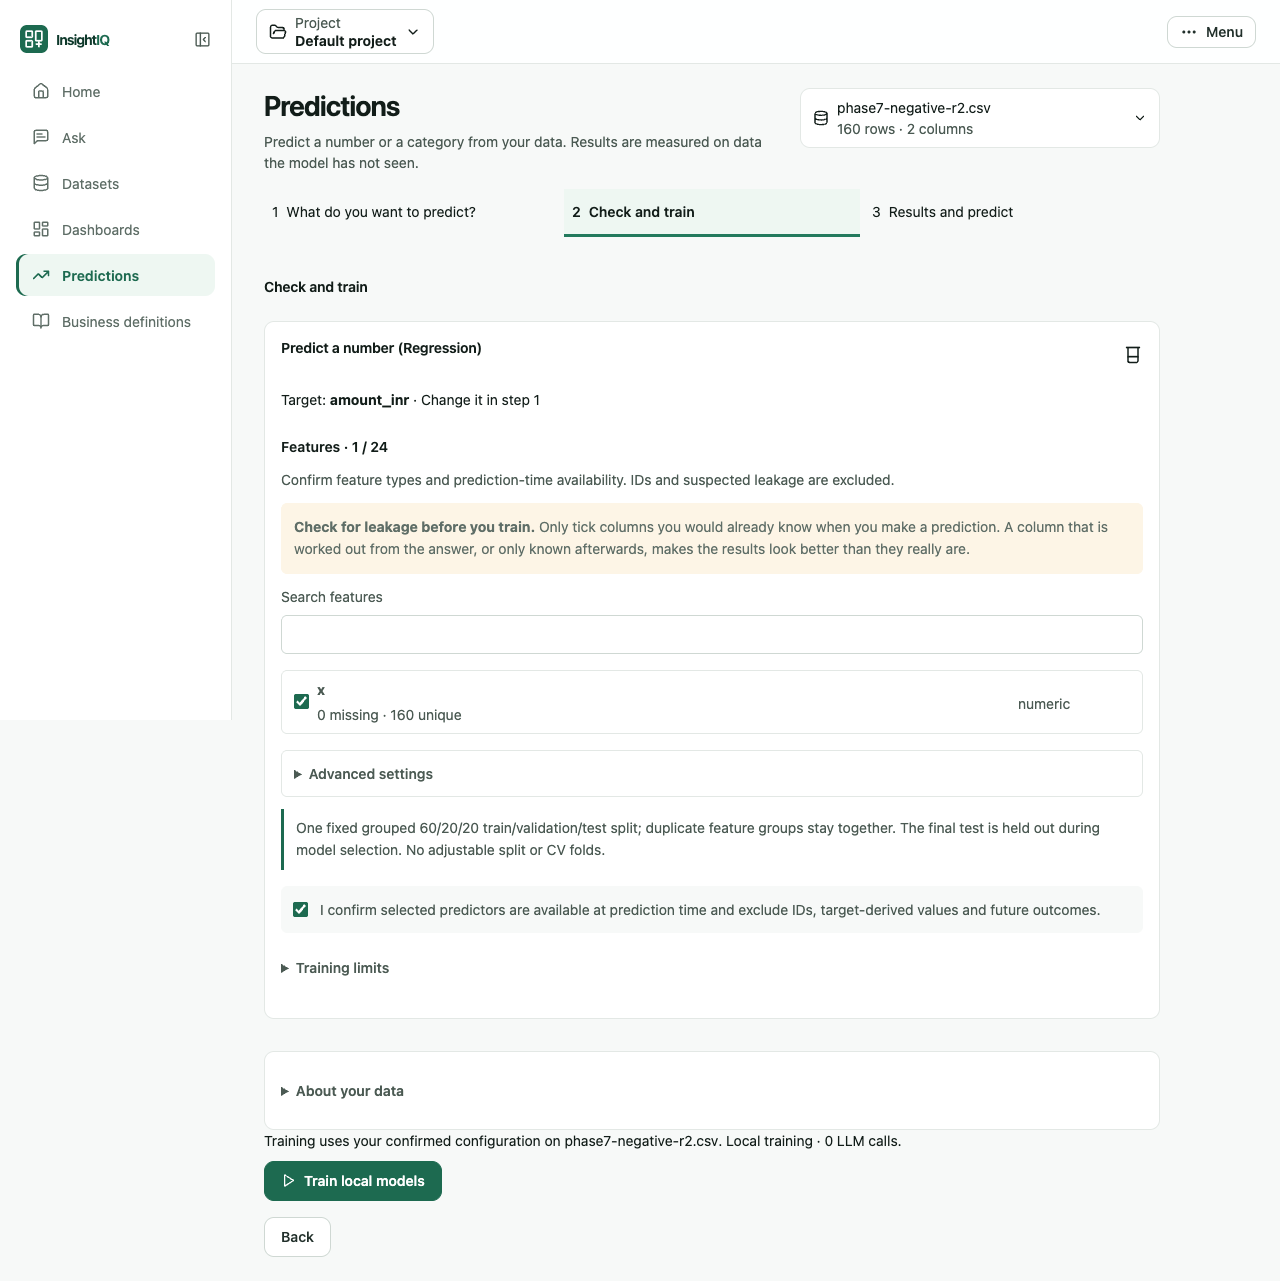 InsightIQ
Home
Ask
Datasets
Dashboards
Predictions
Business definitions
Project
Default project
Menu
Predictions
Predict a number or a category from your data. Results are measured on data
the model has not seen.
phase7-negative-r2.csv
160 rows · 2 columns
1 What do you want to predict?
2 Check and train
3 Results and predict
Check and train
Predict a number (Regression)
Target: amount_inr · Change it in step 1
Features · 1 / 24
Confirm feature types and prediction-time availability. IDs and suspected leakage are excluded.
Check for leakage before you train. Only tick columns you would already know when you make a prediction. A column that is
worked out from the answer, or only known afterwards, makes the results look better than they really are.
Search features
x
0 missing · 160 unique
numeric
Advanced settings
One fixed grouped 60/20/20 train/validation/test split; duplicate feature groups stay together. The final test is held out during
model selection. No adjustable split or CV folds.
I confirm selected predictors are available at prediction time and exclude IDs, target-derived values and future outcomes.
Training limits
About your data
Training uses your confirmed configuration on phase7-negative-r2.csv. Local training · 0 LLM calls.
Train local models
Back